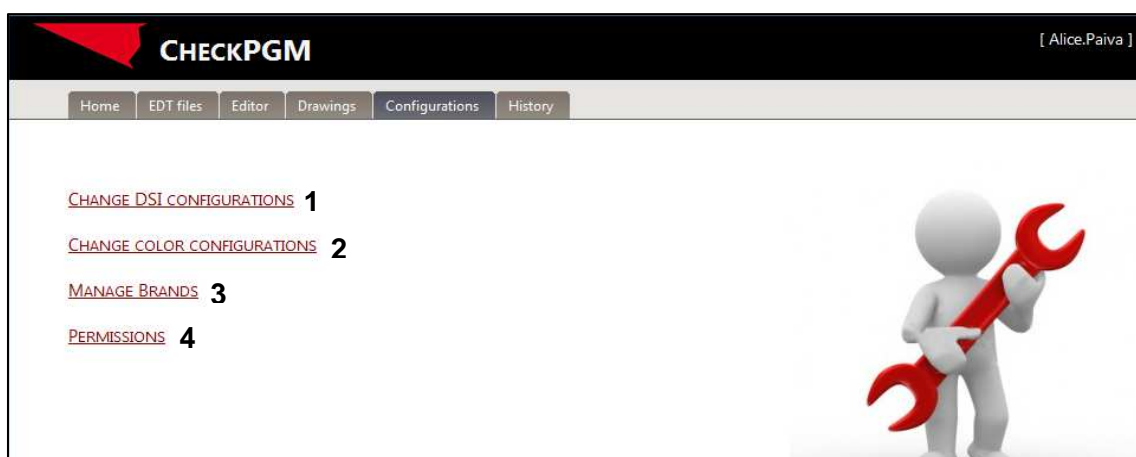 CHECKPGM
[ Alice.Paiva ]
Home EDT files Editor Drawings Configurations History
CHANGE DSI CONFIGURATIONS 1
CHANGE COLOR CONFIGURATIONS 2
MANAGE BRANDS 3
PERMISSIONS 4